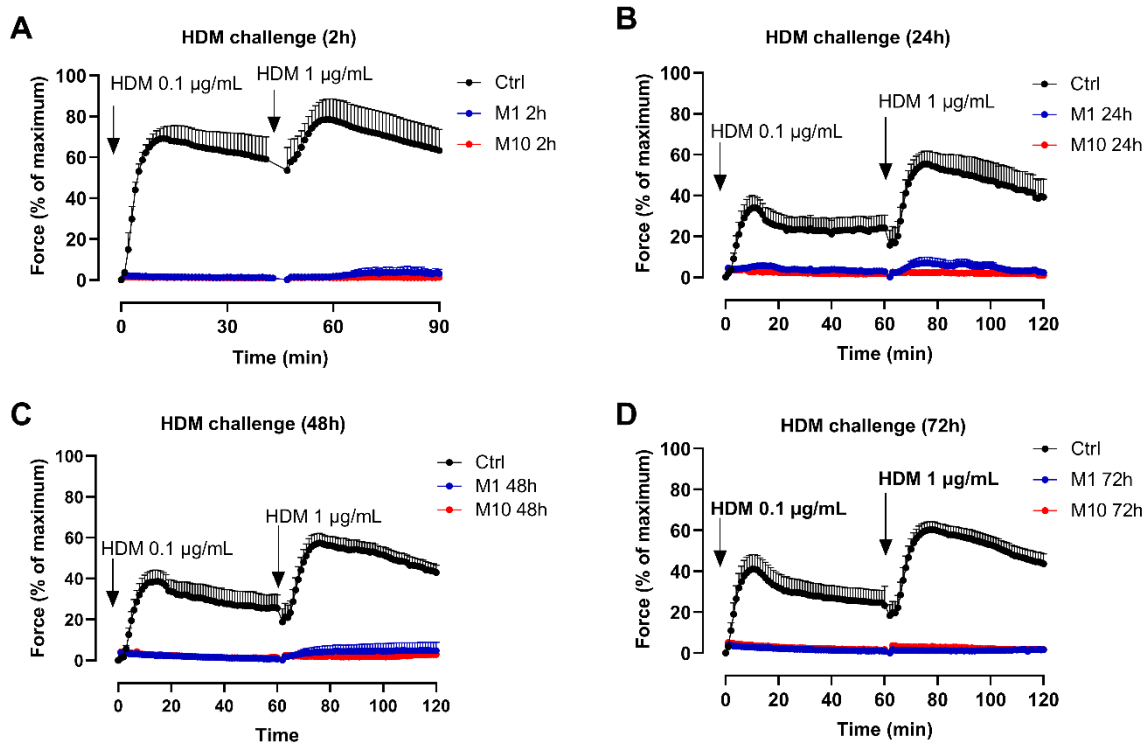 A
HDM challenge (2h)
HDM 0.1 µg/mL
HDM 1 µg/mL
Ctrl
M1 2h
M10 2h
Force (% of maximum)
100
80
60
40
20
0
0 30 60 90
Time (min)
B
HDM challenge (24h)
HDM 0.1 µg/mL
HDM 1 µg/mL
Ctrl
M1 24h
M10 24h
Force (% of maximum)
100
80
60
40
20
0
0 20 40 60 80 100 120
Time (min)
C
HDM challenge (48h)
HDM 0.1 µg/mL
HDM 1 µg/mL
Ctrl
M1 48h
M10 48h
Force (% of maximum)
100
80
60
40
20
0
0 20 40 60 80 100 120
Time
D
HDM challenge (72h)
HDM 0.1 µg/mL
HDM 1 µg/mL
Ctrl
M1 72h
M10 72h
Force (% of maximum)
100
80
60
40
20
0
0 20 40 60 80 100 120
Time (min)